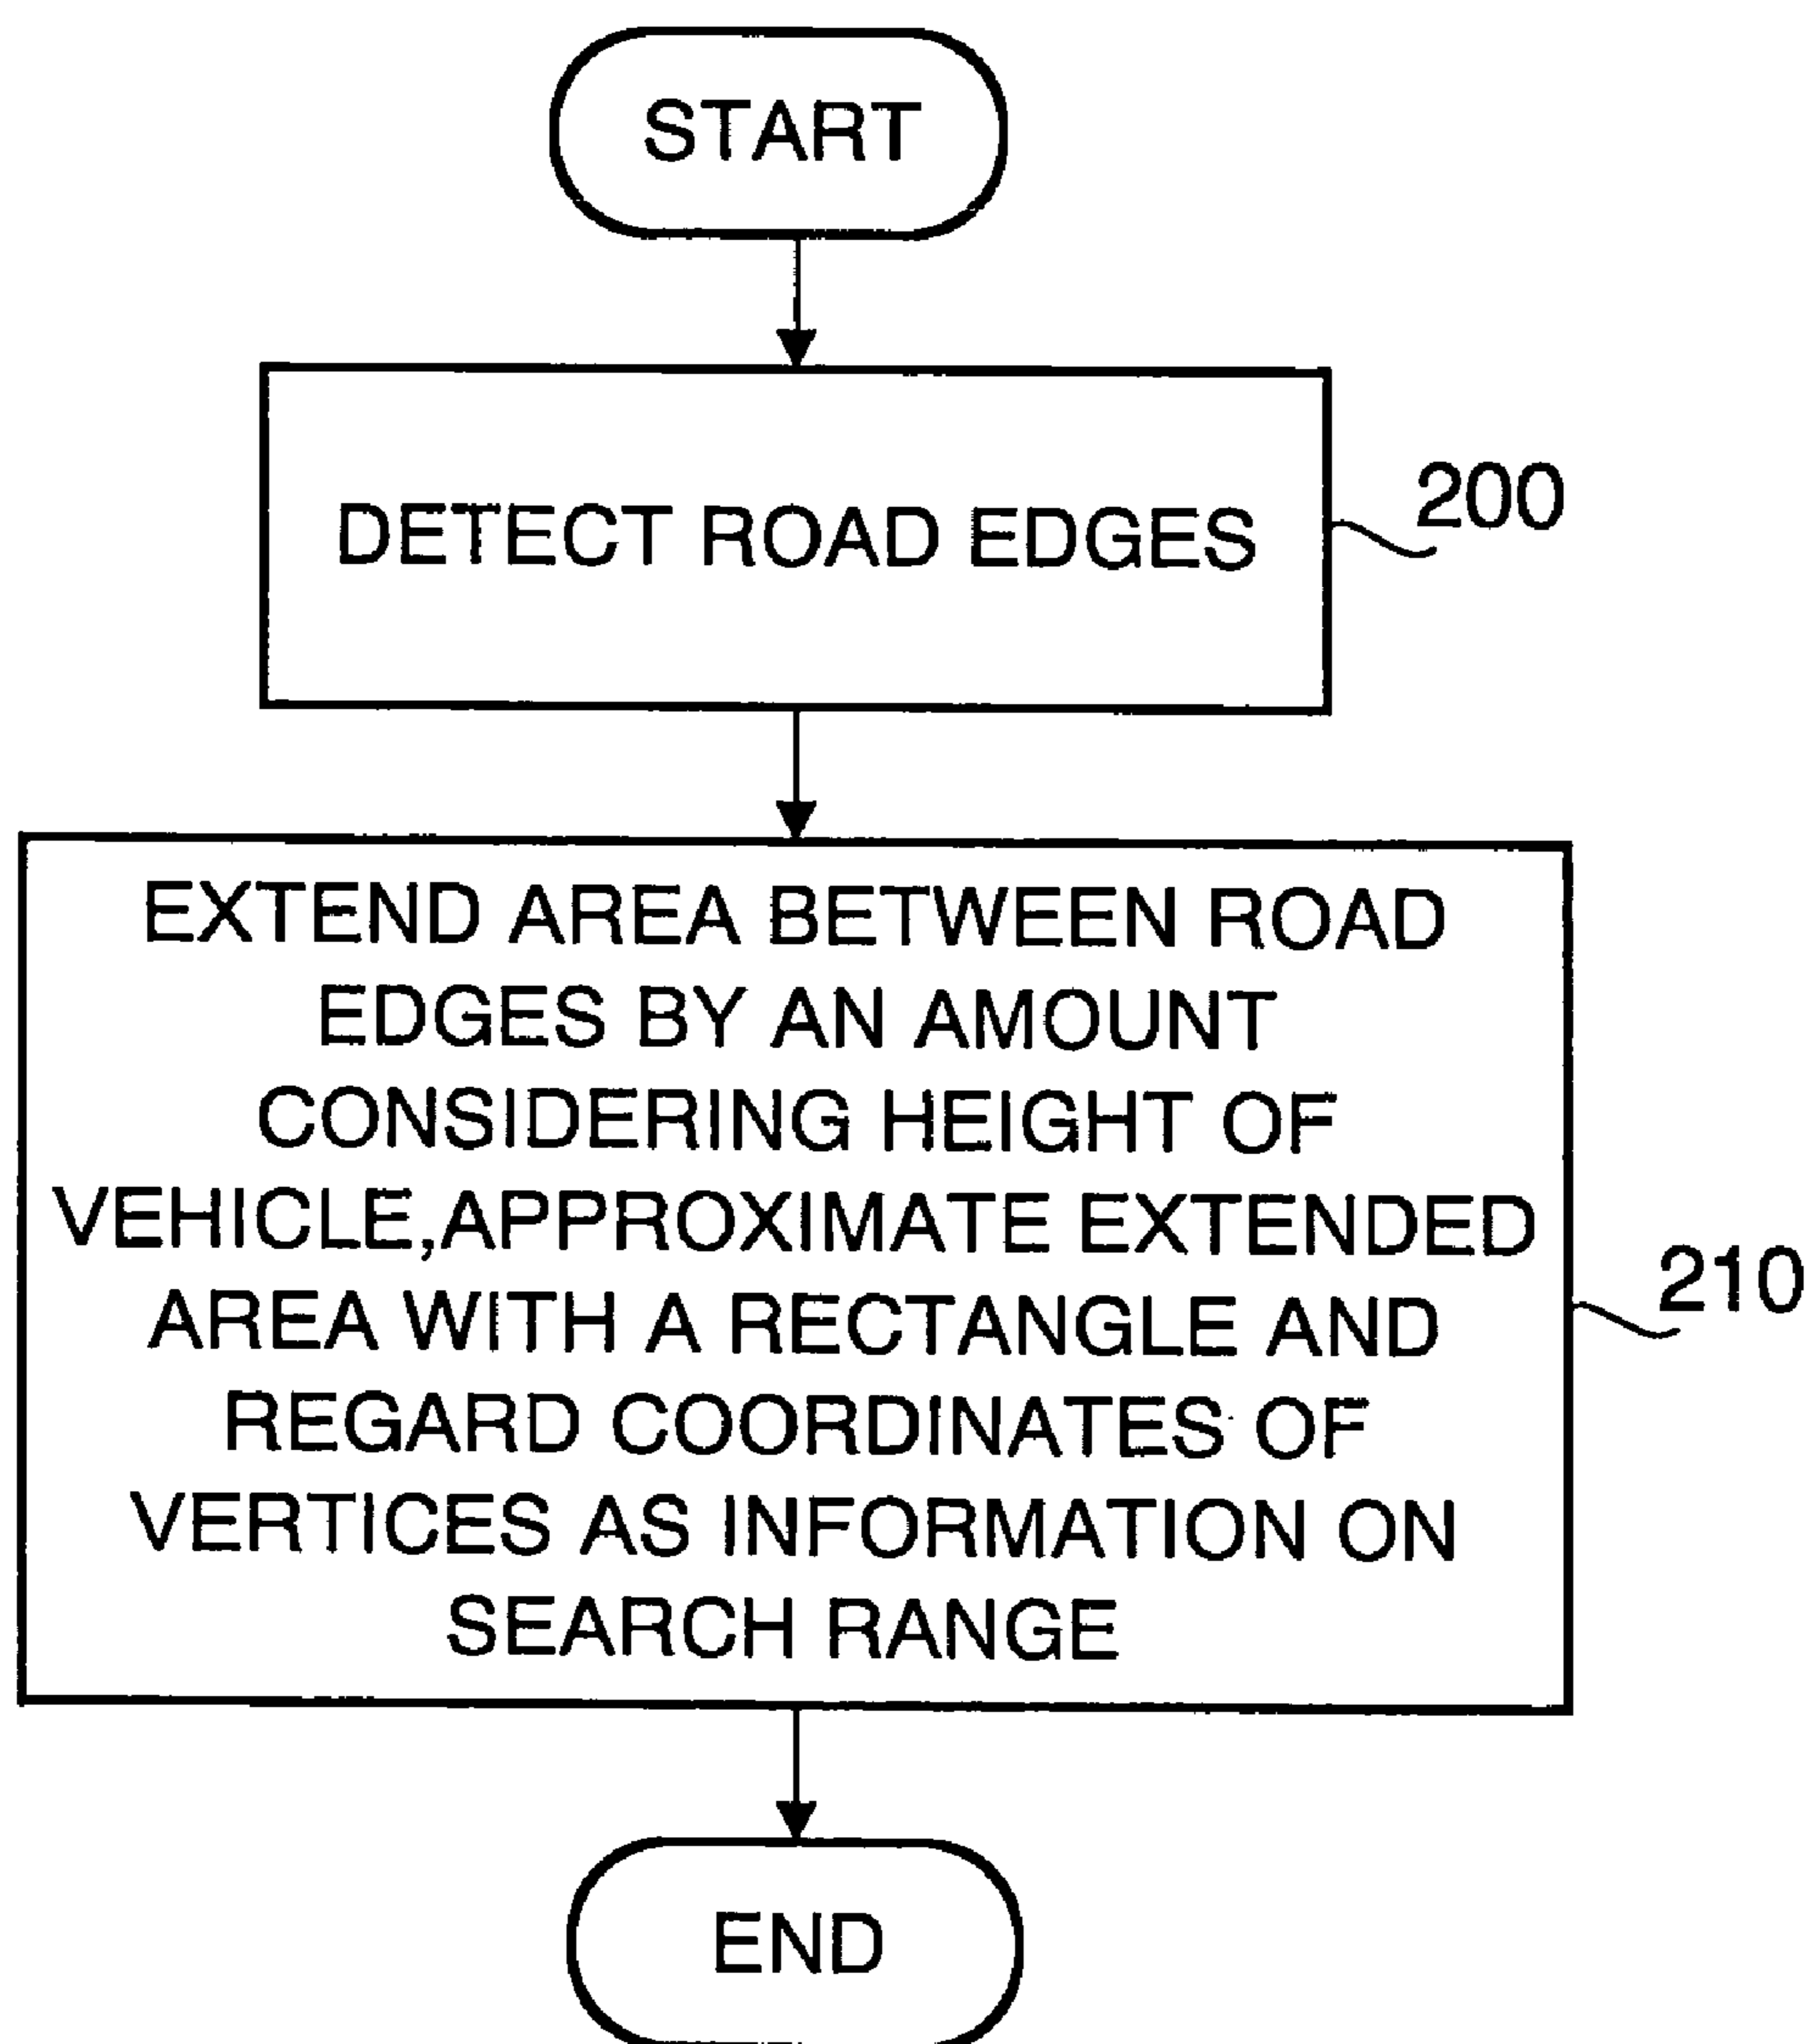 START
DETECT ROAD EDGES
200
EXTEND AREA BETWEEN ROAD
EDGES BY AN AMOUNT
CONSIDERING HEIGHT OF
VEHICLE,APPROXIMATE EXTENDED
AREA WITH A RECTANGLE AND
REGARD COORDINATES OF
VERTICES AS INFORMATION ON
SEARCH RANGE
210
END